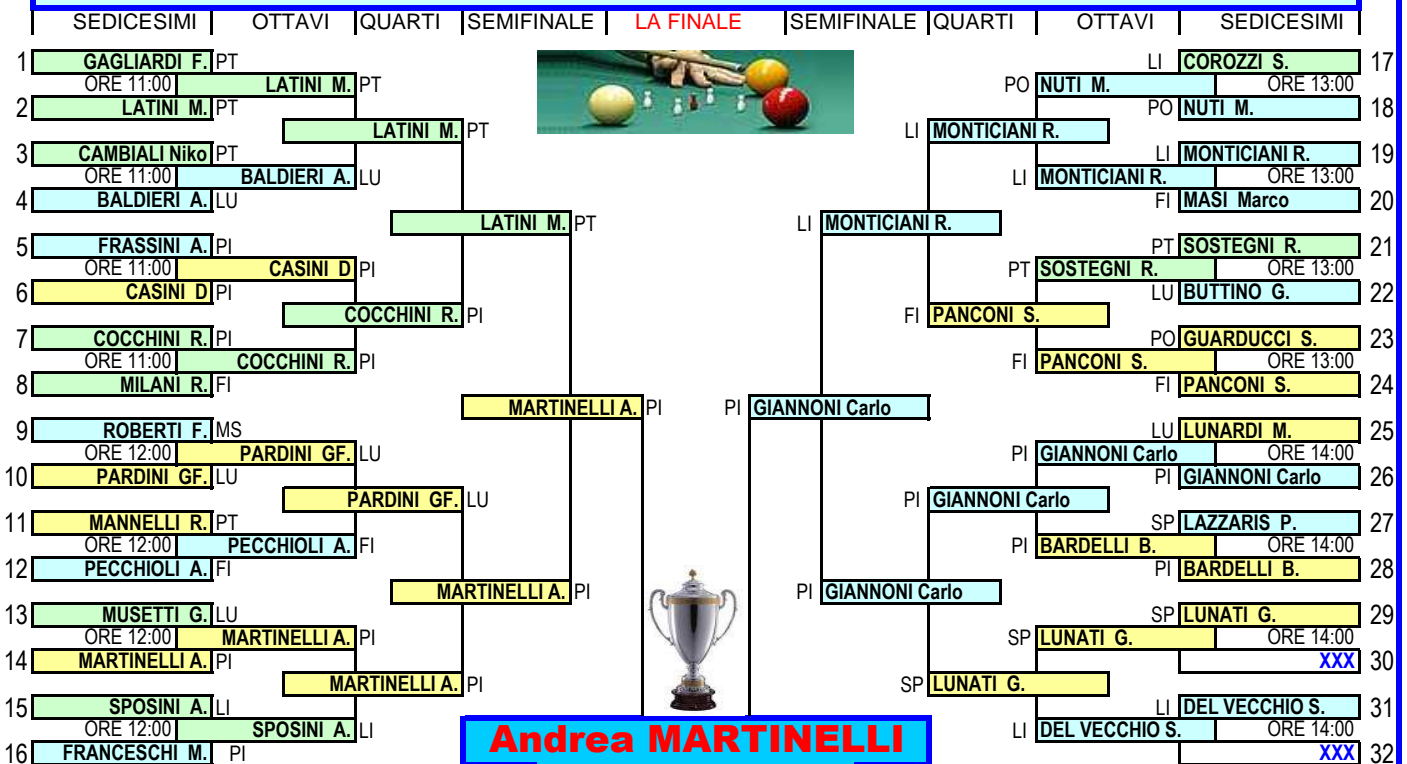 SEDICESIMI OTTAVI QUARTI SEMIFINALE LA FINALE SEMIFINALE QUARTI OTTAVI SEDICESIMI
1 GAGLIARDI F. PT LI COROZZI S. 17
ORE 11:00 LATINI M. PT PO NUTI M. ORE 13:00
2 LATINI M. PT PO NUTI M. 18
LATINI M. PT LI MONTICIANI R.
3 CAMBIALI Niko PT LI MONTICIANI R. 19
ORE 11:00 BALDIERI A. LU LI MONTICIANI R. ORE 13:00
4 BALDIERI A. LU FI MASI Marco 20
LATINI M. PT LI MONTICIANI R.
5 FRASSINI A. PI PT SOSTEGNI R. 21
ORE 11:00 CASINI D PI PT SOSTEGNI R. ORE 13:00
6 CASINI D PI LU BUTTINO G. 22
COCCHINI R. PI FI PANCONI S.
7 COCCHINI R. PI PO GUARDUCCI S. 23
ORE 11:00 COCCHINI R. PI FI PANCONI S. ORE 13:00
8 MILANI R. FI FI PANCONI S. 24
MARTINELLI A. PI PI GIANNONI Carlo
9 ROBERTI F. MS LU LUNARDI M. 25
ORE 12:00 PARDINI GF. LU PI GIANNONI Carlo ORE 14:00
10 PARDINI GF. LU PI GIANNONI Carlo 26
PARDINI GF. LU PI GIANNONI Carlo
11 MANNELLI R. PT SP LAZZARIS P. 27
ORE 12:00 PECCHIOLI A. FI PI BARDELLI B. ORE 14:00
12 PECCHIOLI A. FI PI BARDELLI B. 28
MARTINELLI A. PI PI GIANNONI Carlo
13 MUSETTI G. LU SP LUNATI G. 29
ORE 12:00 MARTINELLI A. PI SP LUNATI G. ORE 14:00
14 MARTINELLI A. PI XXX 30
MARTINELLI A. PI SP LUNATI G.
15 SPOSINI A. LI LI DEL VECCHIO S. 31
ORE 12:00 SPOSINI A. LI LI DEL VECCHIO S. ORE 14:00
Andrea MARTINELLI
16 FRANCESCHI M. PI XXX 32